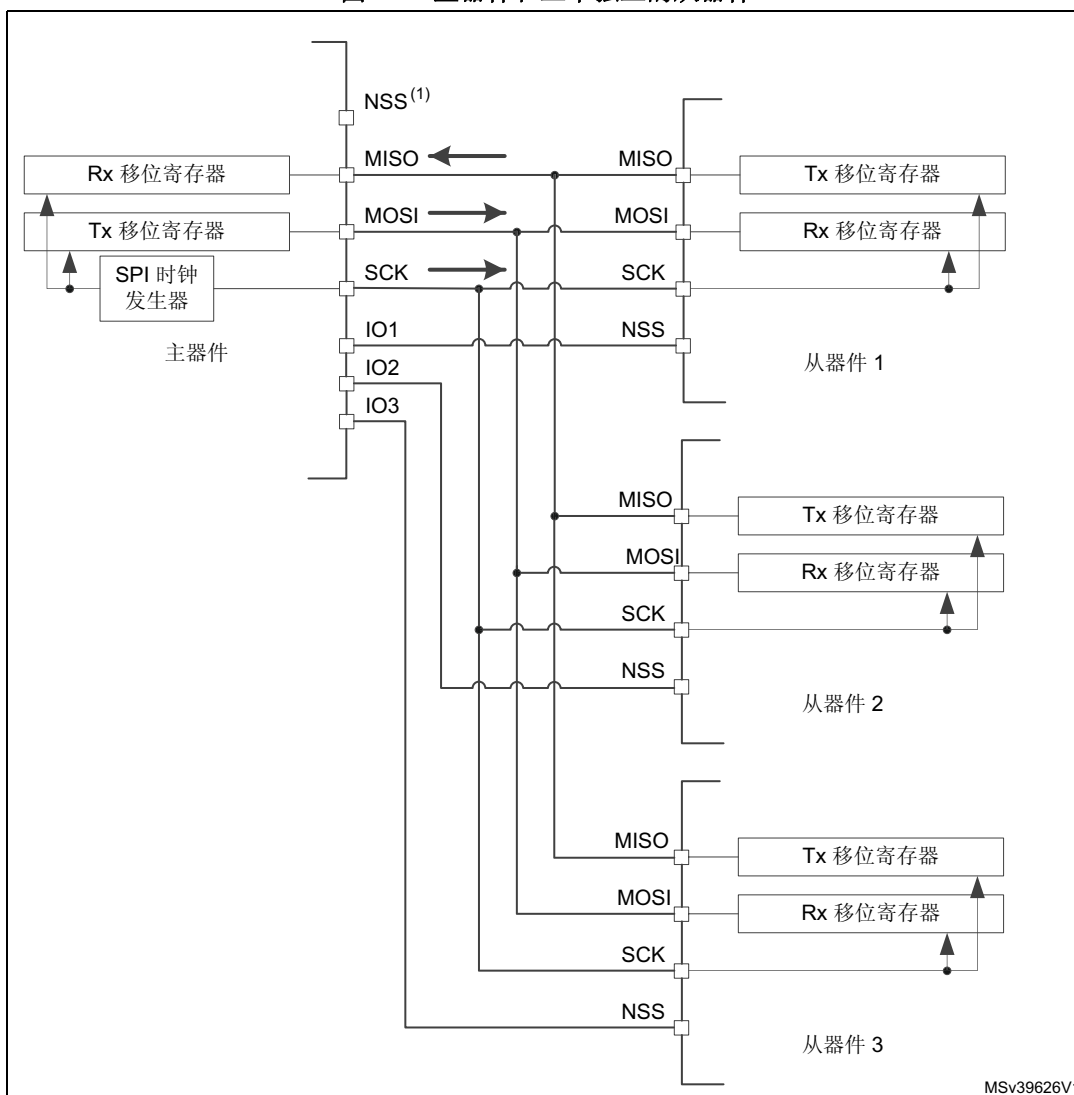 NSS(1)
MISO
MISO
Rx 移位寄存器
Tx 移位寄存器
MOSI
MOSI
Tx 移位寄存器
Rx 移位寄存器
SCK
SCK
SPI 时钟
发生器
IO1
NSS
主器件
从器件 1
IO2
IO3
MISO
Tx 移位寄存器
MOSI
Rx 移位寄存器
SCK
NSS
从器件 2
MISO
Tx 移位寄存器
MOSI
Rx 移位寄存器
SCK
NSS
从器件 3
MSv39626V1